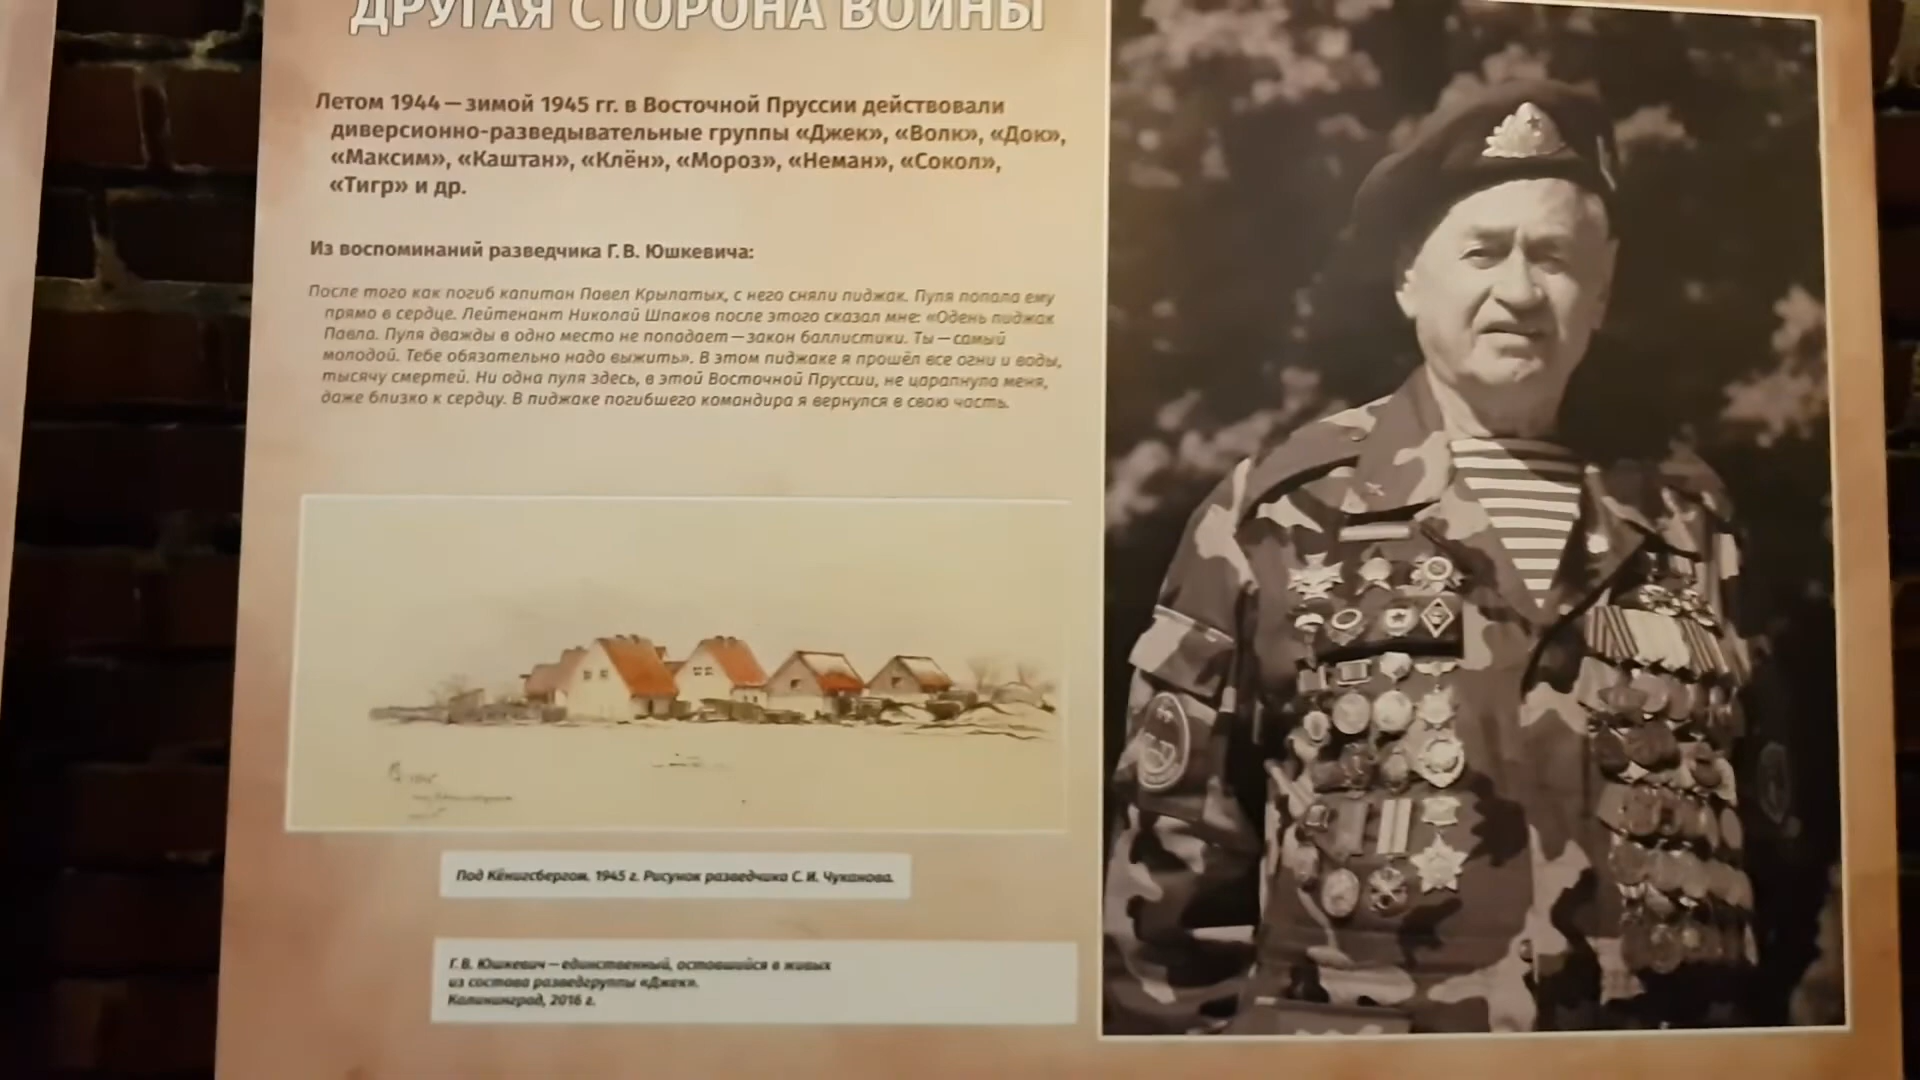 ДРУГАЯ СТОРОНА ВОЙНЫ
Летом 1944 — зимой 1945 гг. в Восточной Пруссии действовали
диверсионно-разведывательные группы «Джек», «Волк», «Док»,
«Максим», «Каштан», «Клён», «Мороз», «Неман», «Сокол»,
«Тигр» и др.
Из воспоминаний разведчика Г. В. Юшкевича:
После того как погиб капитан Павел Крылатых, с него сняли пиджак. Пуля попала ему
прямо в сердце. Лейтенант Николай Шпаков после этого сказал мне: «Одень пиджак
Павла. Пуля дважды в одно место не попадает — закон баллистики. Ты — самый
молодой. Тебе обязательно надо выжить». В этом пиджаке я прошёл все огни и воды,
тысячу смертей. Ни одна пуля здесь, в этой Восточной Пруссии, не царапнула меня,
даже близко к сердцу. В пиджаке погибшего командира я вернулся в свою часть.
Под Кёнигсбергом. 1945 г. Рисунок разведчика С. И. Чуканова.
Г. В. Юшкевич — единственный, оставшийся в живых
из состава разведгруппы «Джек».
Калининград, 2016 г.